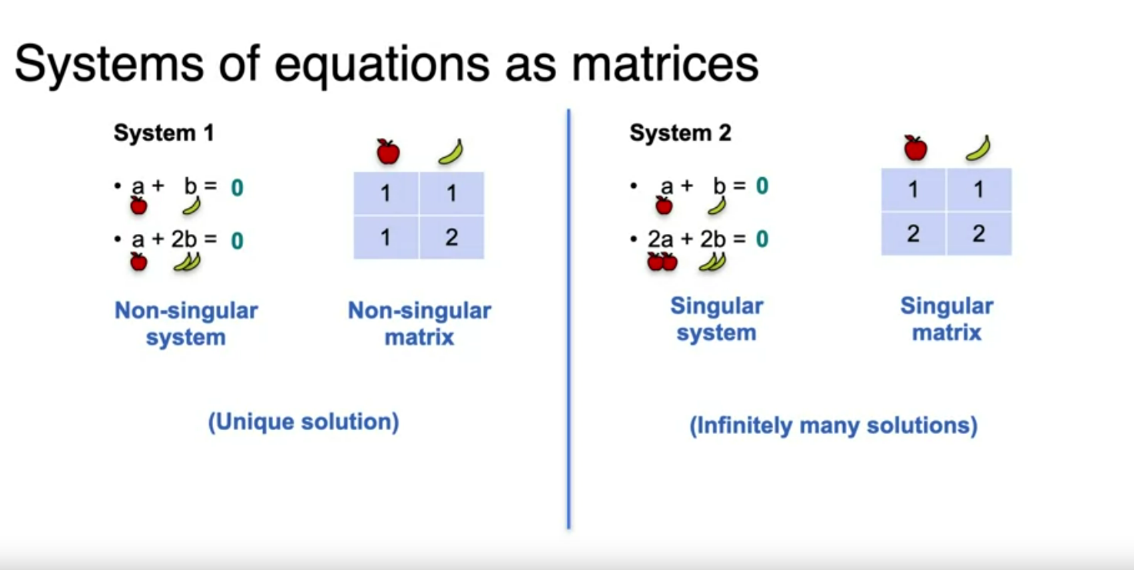 Systems of equations as matrices
System 1
• a + b = 0
• a + 2b = 0
1 1
1 2
Non-singular
system
Non-singular
matrix
(Unique solution)
System 2
• a + b = 0
• 2a + 2b = 0
1 1
2 2
Singular
system
Singular
matrix
(Infinitely many solutions)